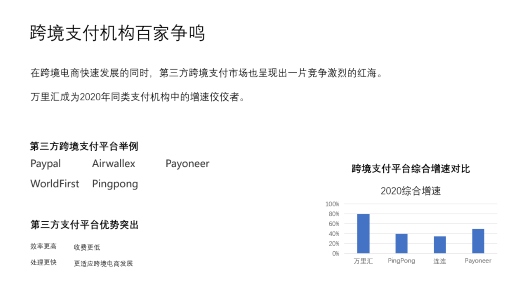 跨境支付机构百家争鸣
在跨境电商快速发展的同时，第三方跨境支付市场也呈现出一片竞争激烈的红海。
万里汇成为2020年同类支付机构中的增速佼佼者。
第三方跨境支付平台举例
Paypal Airwallex Payoneer
WorldFirst Pingpong
第三方支付平台优势突出
效率更高 收费更低
处理更快 更适应跨境电商发展
跨境支付平台综合增速对比
2020综合增速
100%
80%
60%
40%
20%
0%
万里汇 PingPong 连连 Payoneer